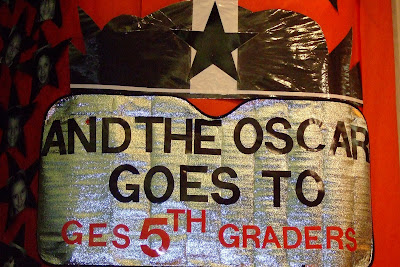 AND THE OSCAR
GOES TO
GES 5TH GRADERS